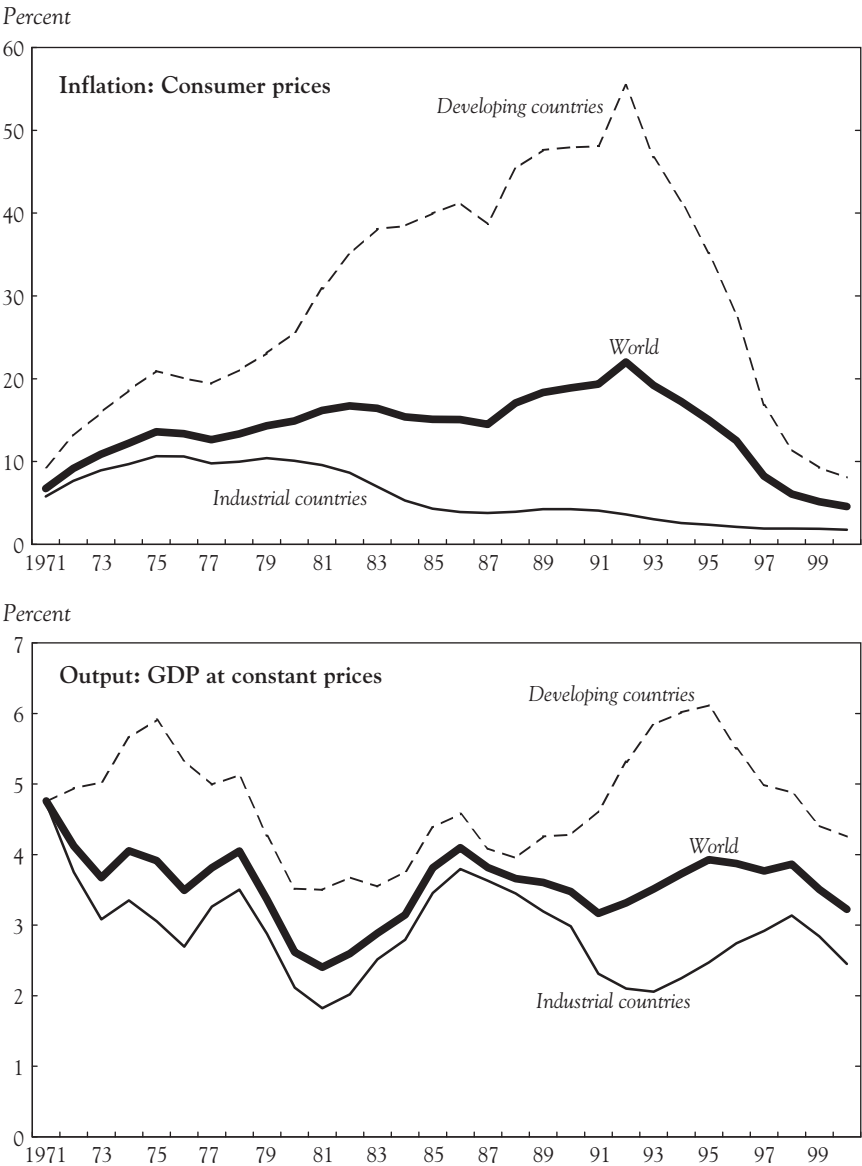 Percent
60
Inflation: Consumer prices
Developing countries
50
40
30
World
20
10
Industrial countries
0
1971 73 75 77 79 81 83 85 87 89 91 93 95 97 99
Percent
7
Output: GDP at constant prices
Developing countries
6
5
4
World
3
2
Industrial countries
1
0
1971 73 75 77 79 81 83 85 87 89 91 93 95 97 99